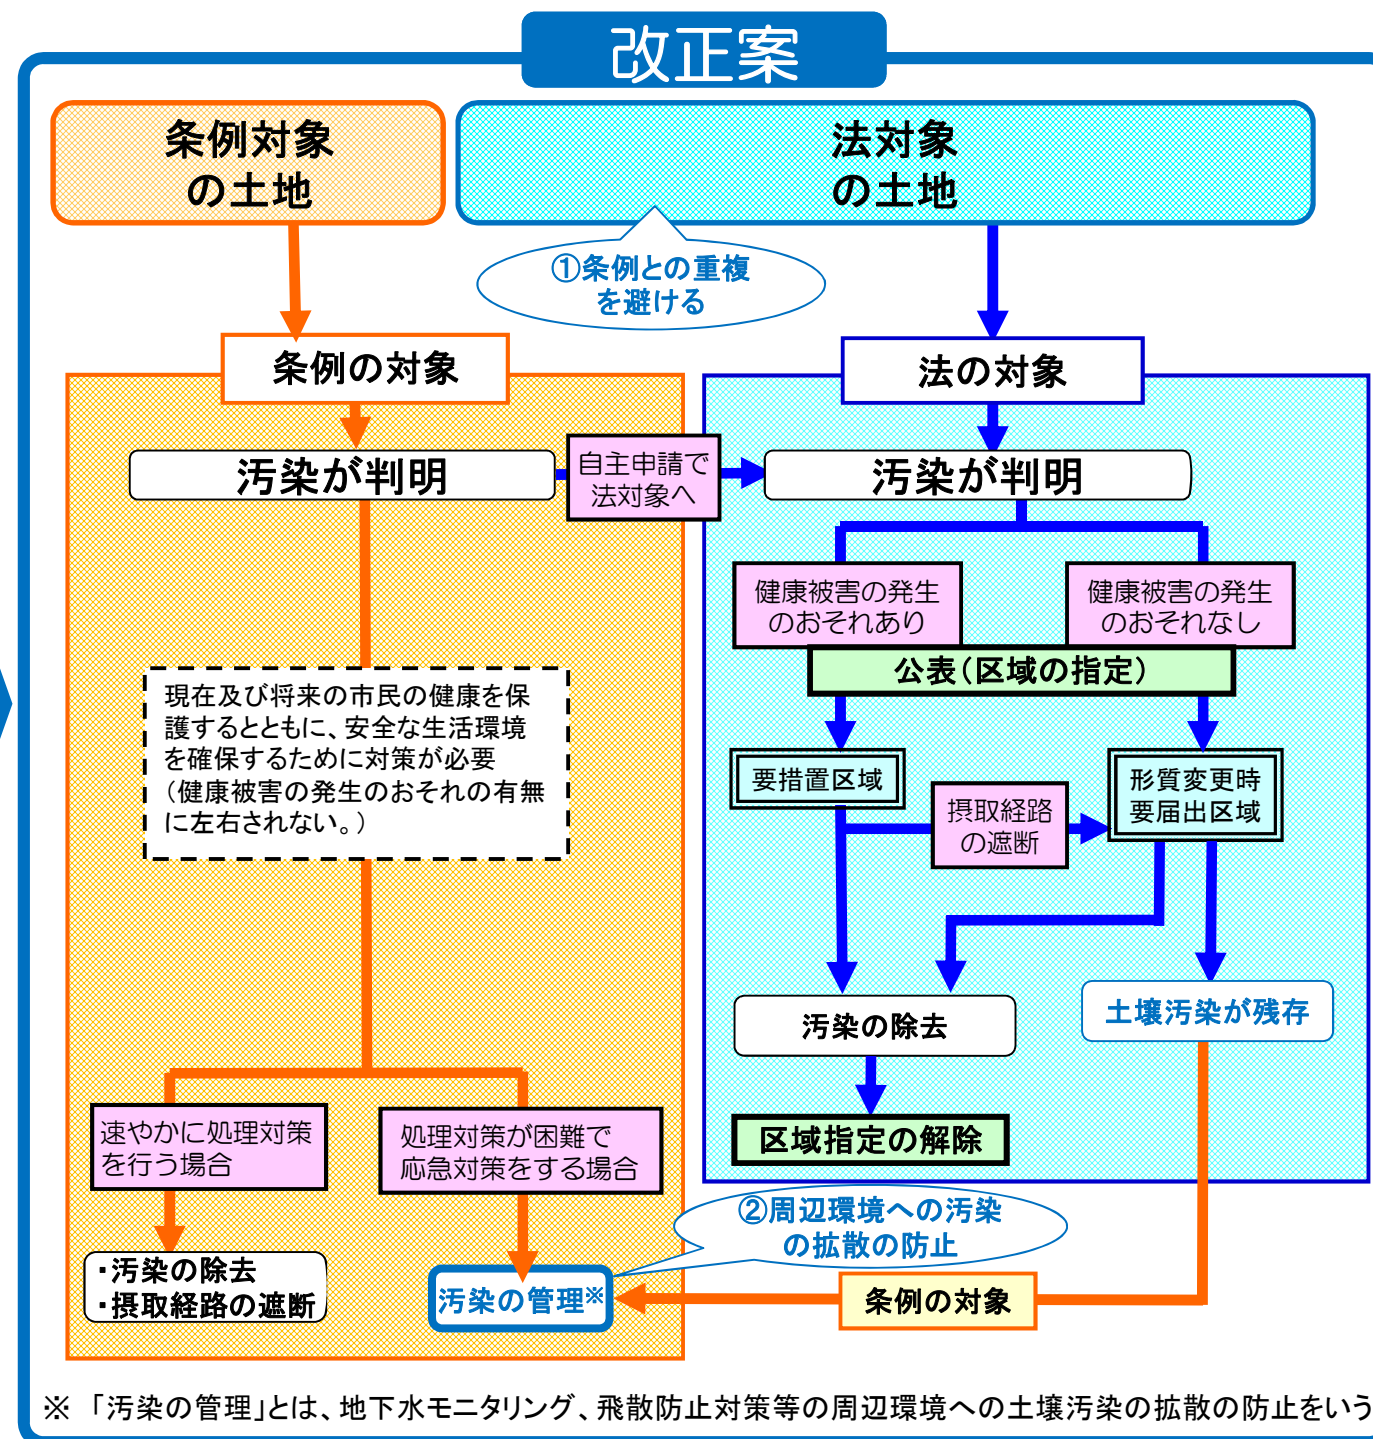 改正案
条例対象
の土地
法対象
の土地
①条例との重複
を避ける
条例の対象
法の対象
汚染が判明
自主申請で
法対象へ
汚染が判明
健康被害の発生
のおそれあり
健康被害の発生
のおそれなし
公表(区域の指定)
現在及び将来の市民の健康を保
護するとともに、安全な生活環境
を確保するために対策が必要
(健康被害の発生のおそれの有無
に左右されない。)
要措置区域
摂取経路
の遮断
形質変更時
要届出区域
汚染の除去
土壌汚染が残存
区域指定の解除
速やかに処理対策
を行う場合
処理対策が困難で
応急対策をする場合
②周辺環境への汚染
の拡散の防止
・汚染の除去
・摂取経路の遮断
汚染の管理※
条例の対象
※ 「汚染の管理」とは、地下水モニタリング、飛散防止対策等の周辺環境への土壌汚染の拡散の防止をいう